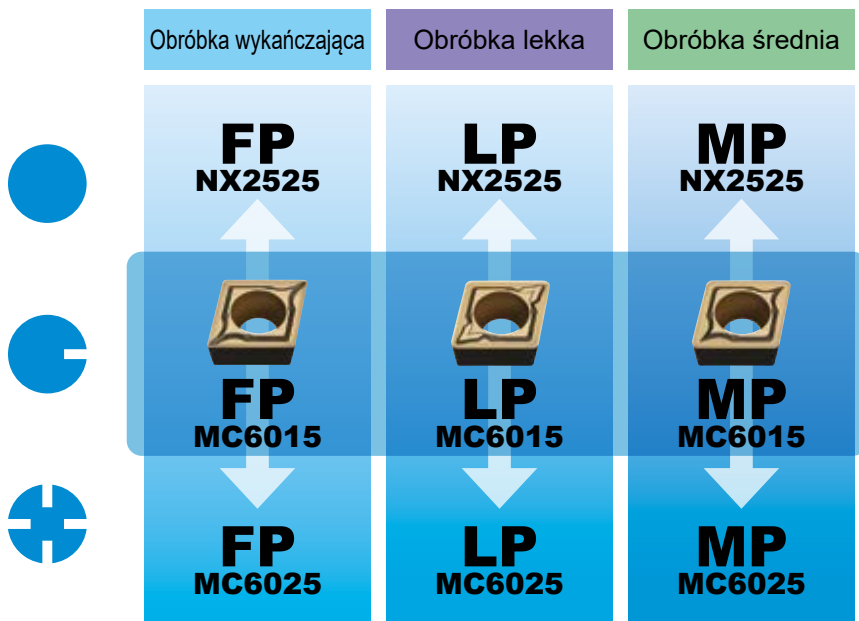 Obróbka wykańczająca
Obróbka lekka
Obróbka średnia
FP
NX2525
LP
NX2525
MP
NX2525
FP
MC6015
LP
MC6015
MP
MC6015
FP
MC6025
LP
MC6025
MP
MC6025